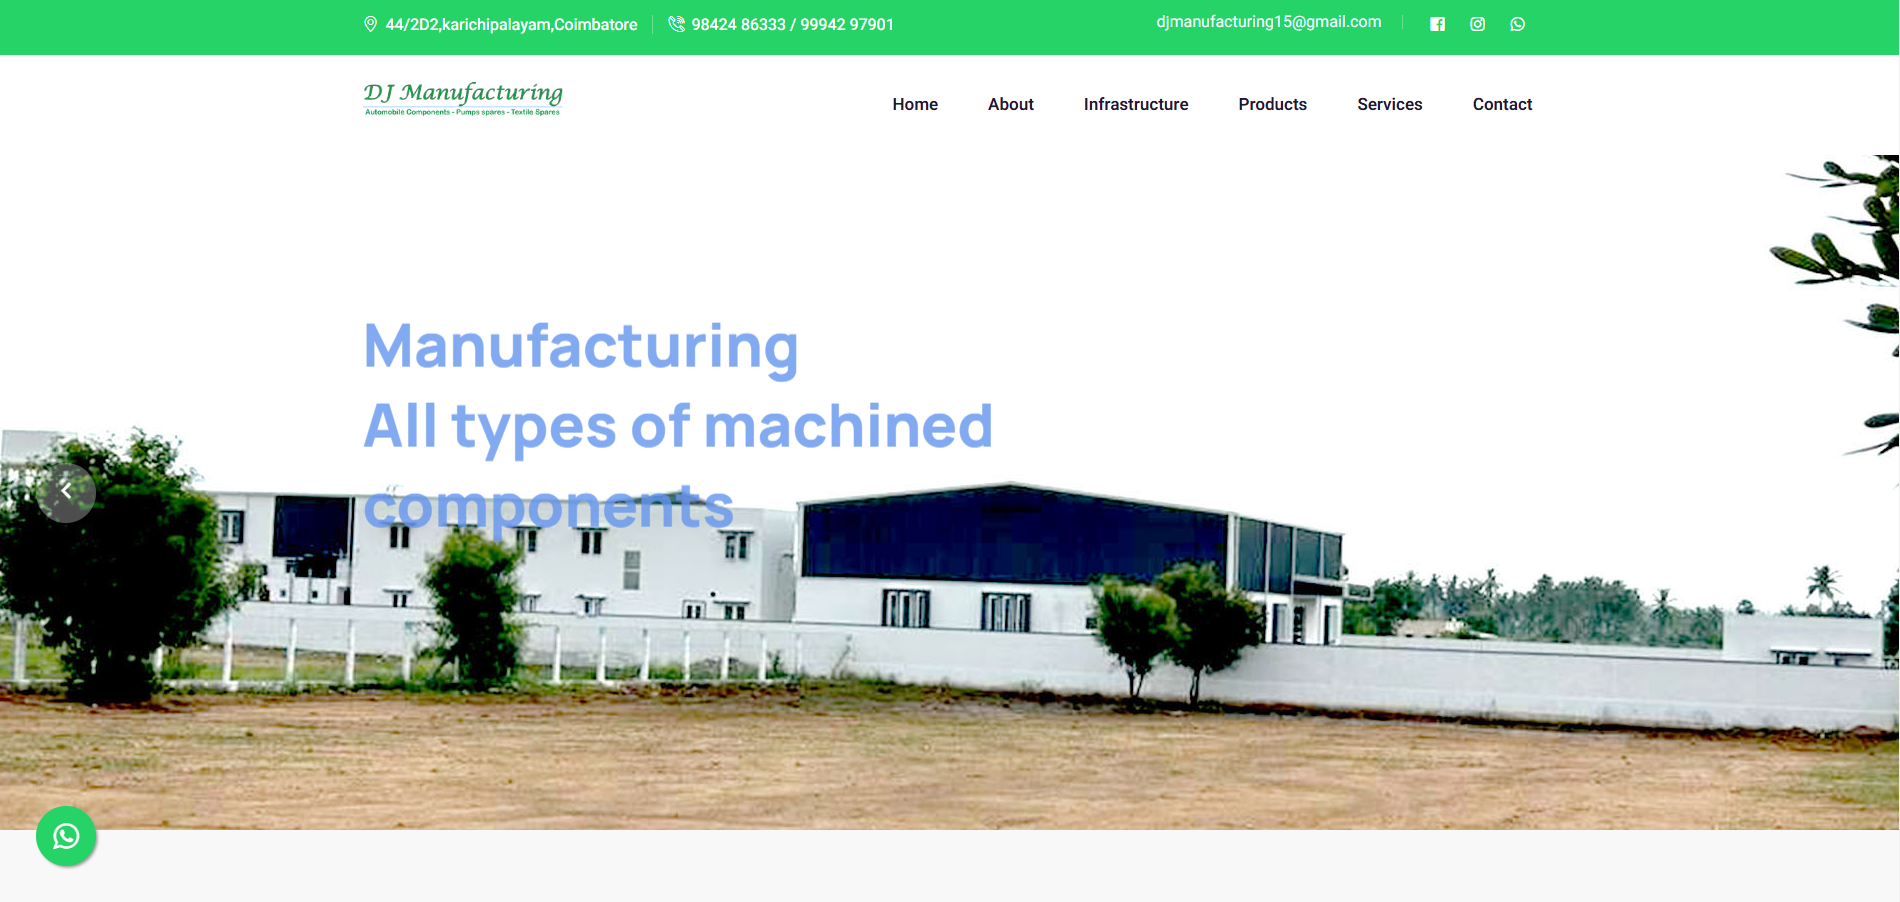 44/2D2,karichipalayam,Coimbatore
98424 86333 / 99942 97901
djmanufacturing15@gmail.com
DJ Manufacturing
Automobile Components - Pumps spares - Textile Spares
Home
About
Infrastructure
Products
Services
Contact
Manufacturing
All types of machined
components